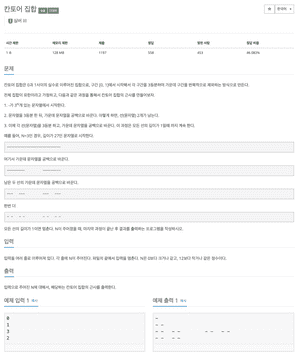 칸토어 집합
한국어
시간 제한 메모리 제한 제출 정답 맞힌 사람 정답 비율
1 초 128 MB
문제
칸토어 집합은 0과 1사이의 실수로 이루어진 집합으로, 구간 [0, 1]에서 시작해서 각 구간을 3등분하여 가운데 구간을 반복적으로 제외하는 방식으로 만든다.
전체 집합이 유한이라고 가정하고, 다음과 같은 과정을 통해서 칸토어 집합의 근사를 만들어보자.
1. -가 3^N개 있는 문자열에서 시작한다.
2. 문자열을 3등분 한 뒤, 가운데 문자열을 공백으로 바꾼다. 이렇게 하면, 선(문자열) 2개가 남는다.
3. 이제 각 선(문자열)을 3등분 하고, 가운데 문자열을 공백으로 바꾼다. 이 과정은 모든 선의 길이가 1일때 까지 계속 한다.
예를 들어, N=3인 경우, 길이가 27인 문자열로 시작한다.
---------------------------
여기서 가운데 문자열을 공백으로 바꾼다.
---------         ---------
남은 두 선의 가운데 문자열을 공백으로 바꾼다.
---   ---         ---   ---
한번 더
- -   - -         - -   - -
모든 선의 길이가 1이면 멈춘다. N이 주어졌을 때, 마지막 과정이 끝난 후 결과를 출력하는 프로그램을 작성하시오.
입력
입력을 여러 줄로 이루어져 있다. 각 줄에 N이 주어진다. 파일의 끝에서 입력을 멈춘다. N은 0보다 크거나 같고, 12보다 작거나 같은 정수이다.
출력
입력으로 주어진 N에 대해서, 해당하는 칸토어 집합의 근사를 출력한다.
예제 입력 1 복사
예제 출력 1 복사
0
1
3
2
-
- -
- -   - -         - -   - -
- -   - -